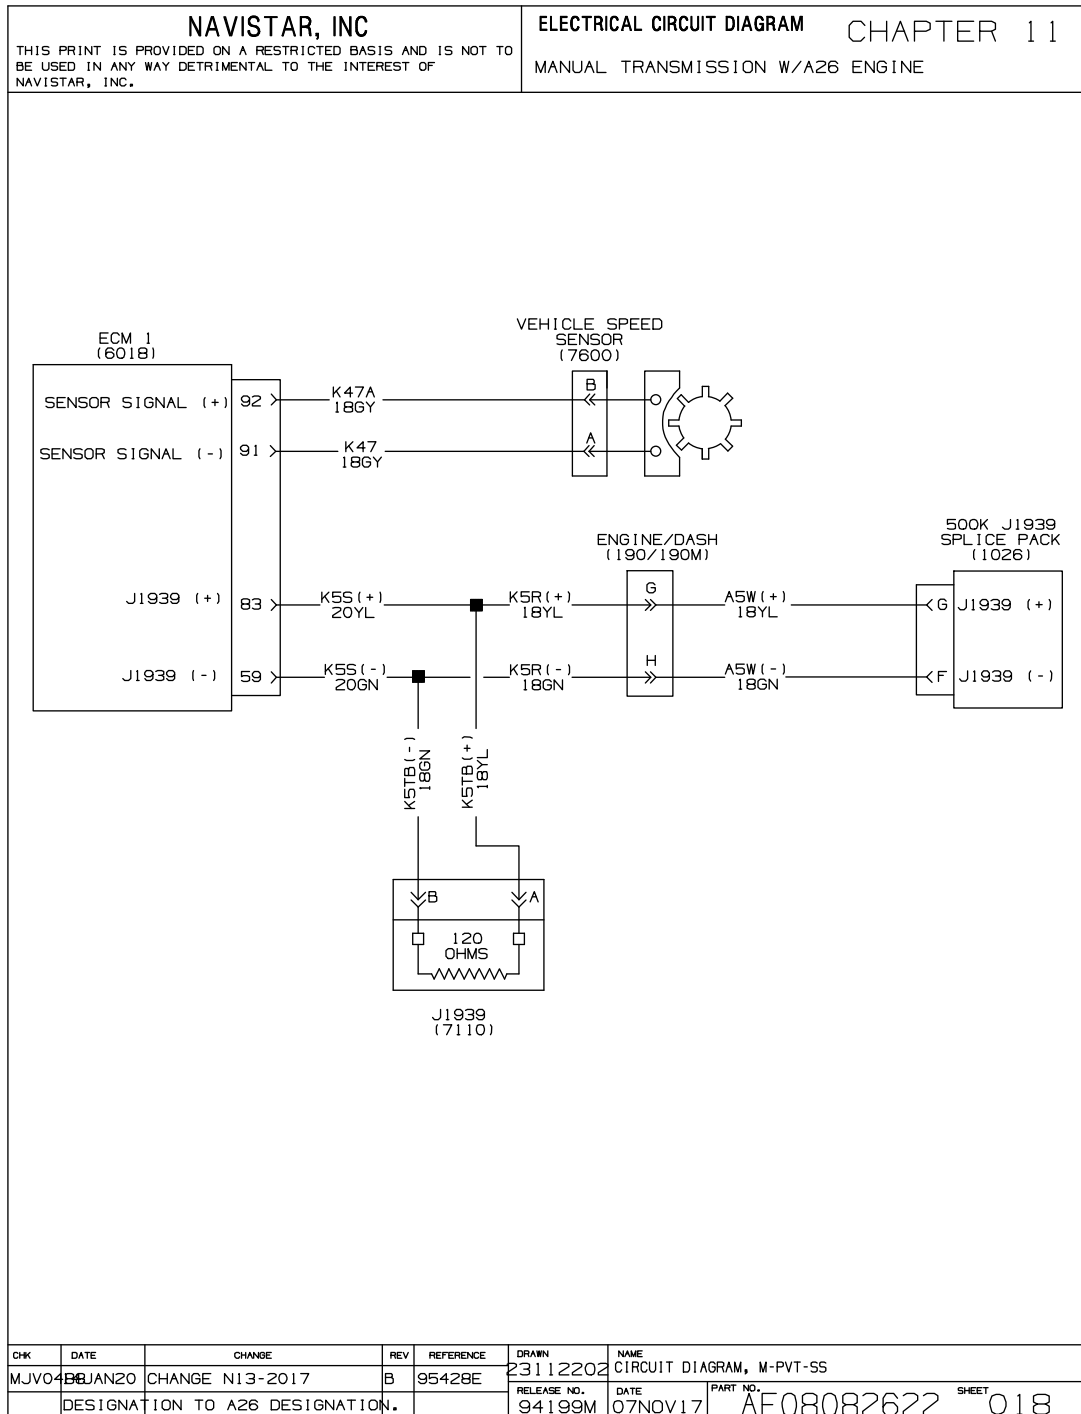 NAVISTAR, INC
THIS PRINT IS PROVIDED ON A RESTRICTED BASIS AND IS NOT TO
BE USED IN ANY WAY DETRIMENTAL TO THE INTEREST OF
NAVISTAR, INC.
ELECTRICAL CIRCUIT DIAGRAM
CHAPTER 11
MANUAL TRANSMISSION W/A26 ENGINE
ECM 1
(6018)
VEHICLE SPEED
SENSOR
(7600)
SENSOR SIGNAL (+) 92
K47A
18GY
B
SENSOR SIGNAL (-) 91
K47
18GY
A
ENGINE/DASH
(190/190M)
500K J1939
SPLICE PACK
(1026)
J1939 (+) 83
K5S(+)
20YL
K5R(+)
18YL
G
A5W(+)
18YL
G J1939 (+)
J1939 (-) 59
K5S(-)
20GN
K5R(-)
18GN
H
A5W(-)
18GN
F J1939 (-)
K5TB(-)
18GN
K5TB(+)
18YL
B
A
120
OHMS
J1939
(7110)
CHK DATE CHANGE REV REFERENCE
CHANGE N13-2017 B 95428E
DESIGNATION TO A26 DESIGNATION.
DRAWN
23112202
NAME
CIRCUIT DIAGRAM, M-PVT-SS
RELEASE NO.
94199M
DATE
07NOV17
PART NO.
AE08082622
SHEET
018